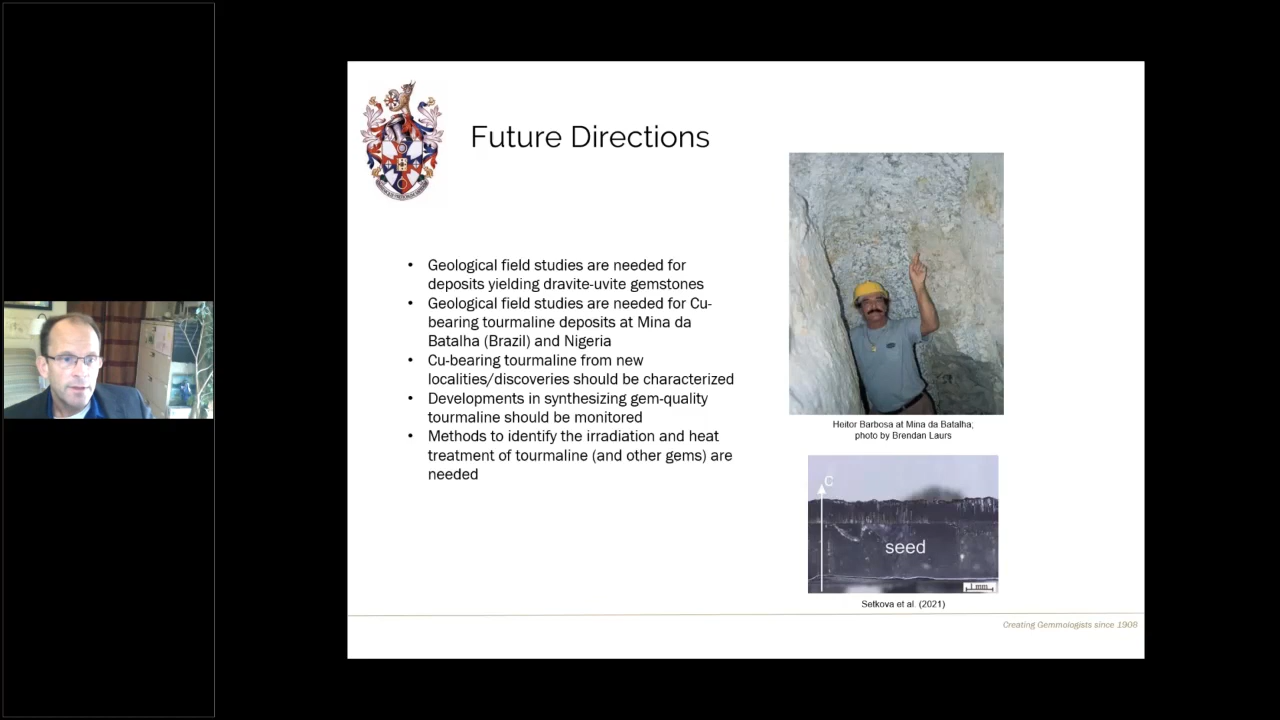 Future Directions
• Geological field studies are needed for
deposits yielding dravite-uvite gemstones
• Geological field studies are needed for Cu-
bearing tourmaline deposits at Mina da
Batalha (Brazil) and Nigeria
• Cu-bearing tourmaline from new
localities/discoveries should be characterized
• Developments in synthesizing gem-quality
tourmaline should be monitored
• Methods to identify the irradiation and heat
treatment of tourmaline (and other gems) are
needed
Heitor Barbosa at Mina da Batalha;
photo by Brendan Laurs
C
seed
1 mm
Setkova et al. (2021)
Creating Gemmologists since 1908